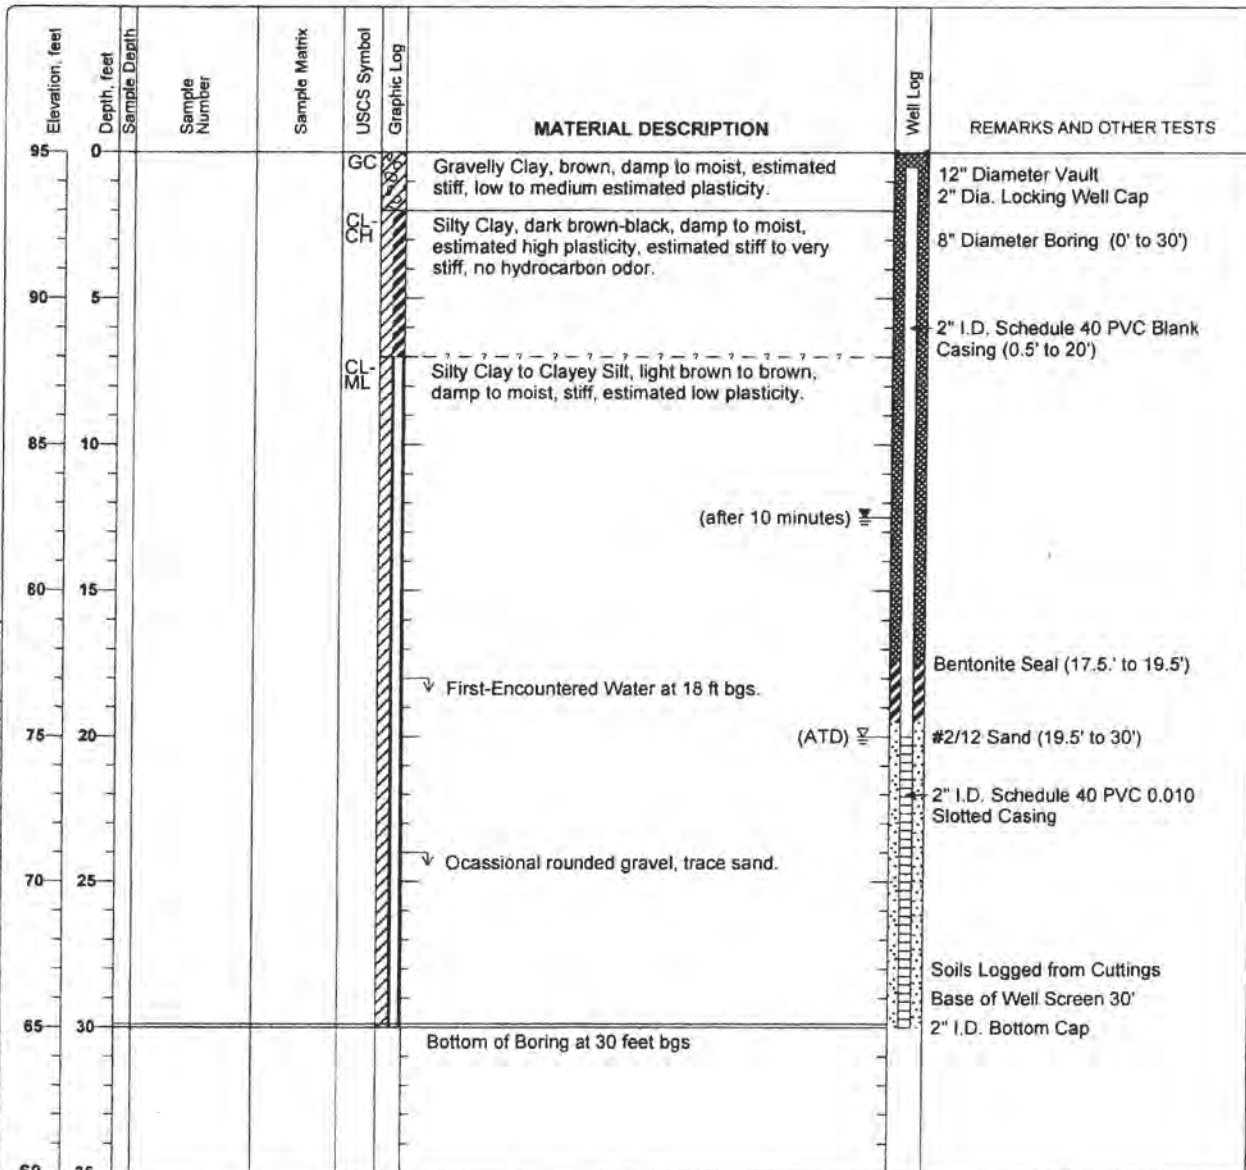 Elevation, feet
Depth, feet
Sample Depth
Sample
Number
Sample Matrix
USCS Symbol
Graphic Log
MATERIAL DESCRIPTION
Well Log
REMARKS AND OTHER TESTS
95 0
GC
Gravelly Clay, brown, damp to moist, estimated
stiff, low to medium estimated plasticity.
12" Diameter Vault
2" Dia. Locking Well Cap
CL-
CH
Silty Clay, dark brown-black, damp to moist,
estimated high plasticity, estimated stiff to very
stiff, no hydrocarbon odor.
8" Diameter Boring (0' to 30')
90 5
2" I.D. Schedule 40 PVC Blank
Casing (0.5' to 20')
? ? ? ? ? ? ? ? ? ? ?
CL-
ML
Silty Clay to Clayey Silt, light brown to brown,
damp to moist, stiff, estimated low plasticity.
85 10
(after 10 minutes)
80 15
Bentonite Seal (17.5.' to 19.5')
First-Encountered Water at 18 ft bgs.
75 20
(ATD)
#2/12 Sand (19.5' to 30')
2" I.D. Schedule 40 PVC 0.010
Slotted Casing
Ocassional rounded gravel, trace sand.
70 25
Soils Logged from Cuttings
Base of Well Screen 30'
65 30
2" I.D. Bottom Cap
Bottom of Boring at 30 feet bgs